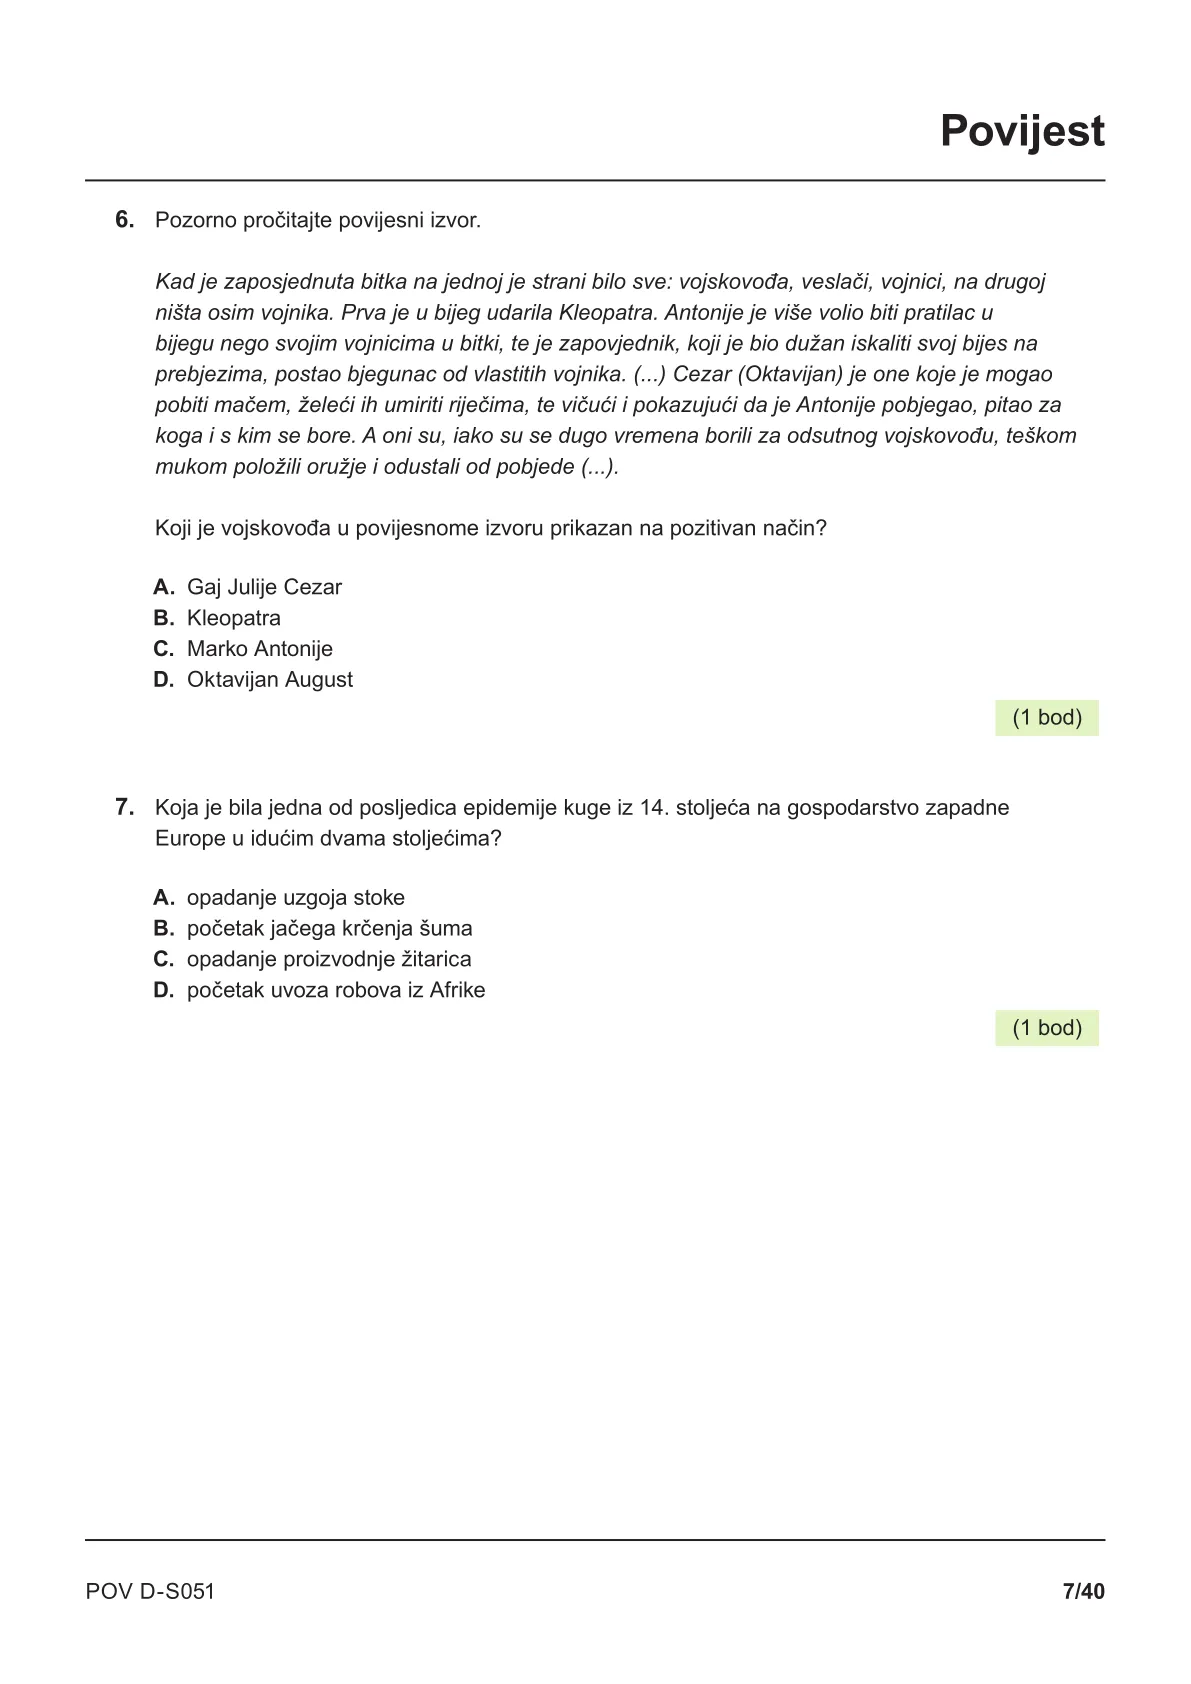 Povijest
6. Pozorno pročitajte povijesni izvor.
Kad je zaposjednuta bitka na jednoj je strani bilo sve: vojskovođa, veslači, vojnici, na drugoj
ništa osim vojnika. Prva je u bijeg udarila Kleopatra. Antonije je više volio biti pratilac u
bijegu nego svojim vojnicima u bitki, te je zapovjednik, koji je bio dužan iskaliti svoj bijes na
prebjezima, postao bjegunac od vlastitih vojnika. (...) Cezar (Oktavijan) je one koje je mogao
pobiti mačem, želeći ih umiriti riječima, te vičući i pokazujući da je Antonije pobjegao, pitao za
koga i s kim se bore. A oni su, iako su se dugo vremena borili za odsutnog vojskovođu, teškom
mukom položili oružje i odustali od pobjede (...).
Koji je vojskovođa u povijesnome izvoru prikazan na pozitivan način?
A. Gaj Julije Cezar
B. Kleopatra
C. Marko Antonije
D. Oktavijan August
(1 bod)
7. Koja je bila jedna od posljedica epidemije kuge iz 14. stoljeća na gospodarstvo zapadne
Europe u idućim dvama stoljećima?
A. opadanje uzgoja stoke
B. početak jačega krčenja šuma
C. opadanje proizvodnje žitarica
D. početak uvoza robova iz Afrike
(1 bod)
POV D-S051
7/40